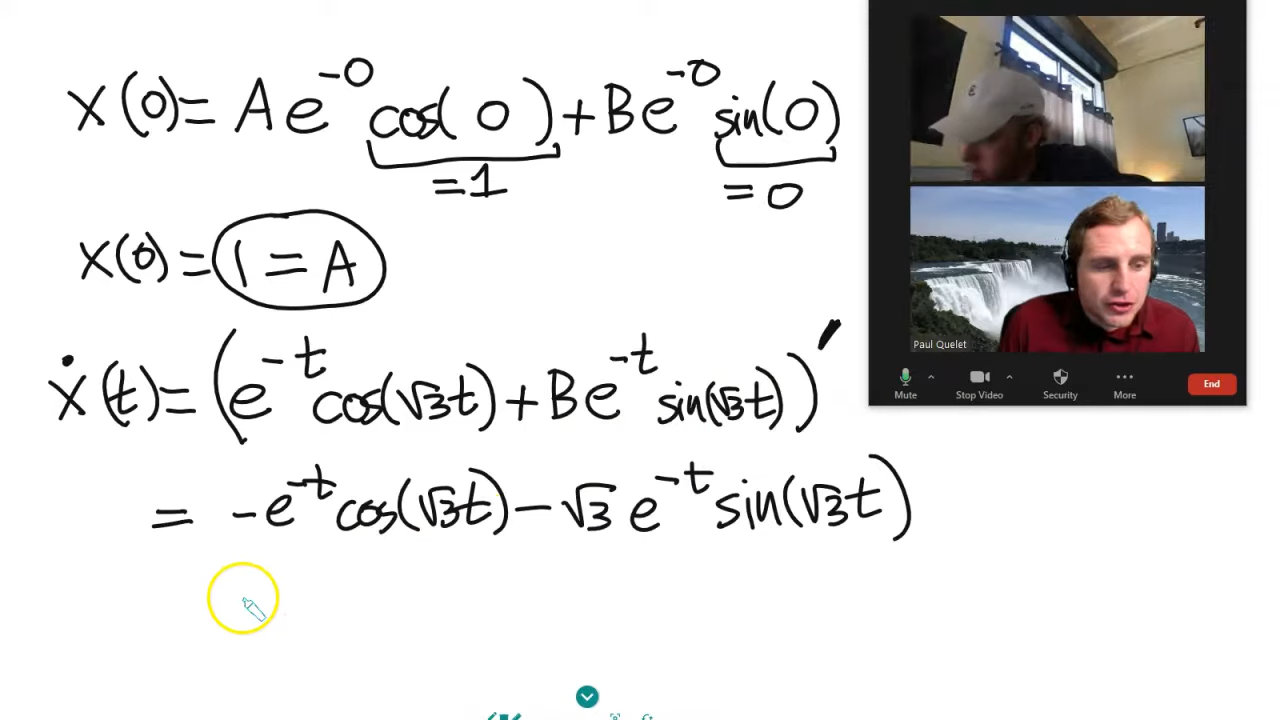 x(0) = Ae^{-0} cos(0) + Be^{-0} sin(0)
=1 =0
x(0) = 1 = A
ẋ(t) = (e^{-t} cos(√3t) + Be^{-t} sin(√3t))'
= -e^{-t} cos(√3t) - √3 e^{-t} sin(√3t)
Paul Quelet
Mute Stop Video Security More End